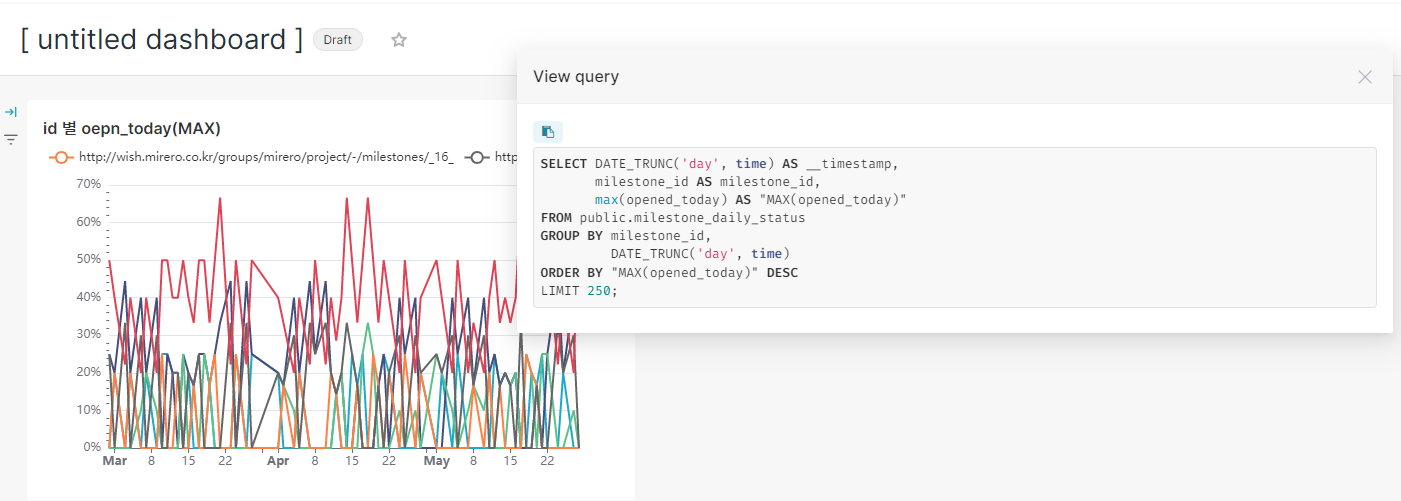 [ untitled dashboard ] Draft
View query
id 별 oepn_today(MAX)
http://wish.mirero.co.kr/groups/mirero/project/-/milestones/_16_ http
70%
60%
50%
40%
30%
20%
10%
0%
Mar 8 15 22 Apr 8 15 22 May 8 15 22
SELECT DATE_TRUNC('day', time) AS __timestamp,
milestone_id AS milestone_id,
max(opened_today) AS "MAX(opened_today)"
FROM public.milestone_daily_status
GROUP BY milestone_id,
DATE_TRUNC('day', time)
ORDER BY "MAX(opened_today)" DESC
LIMIT 250;